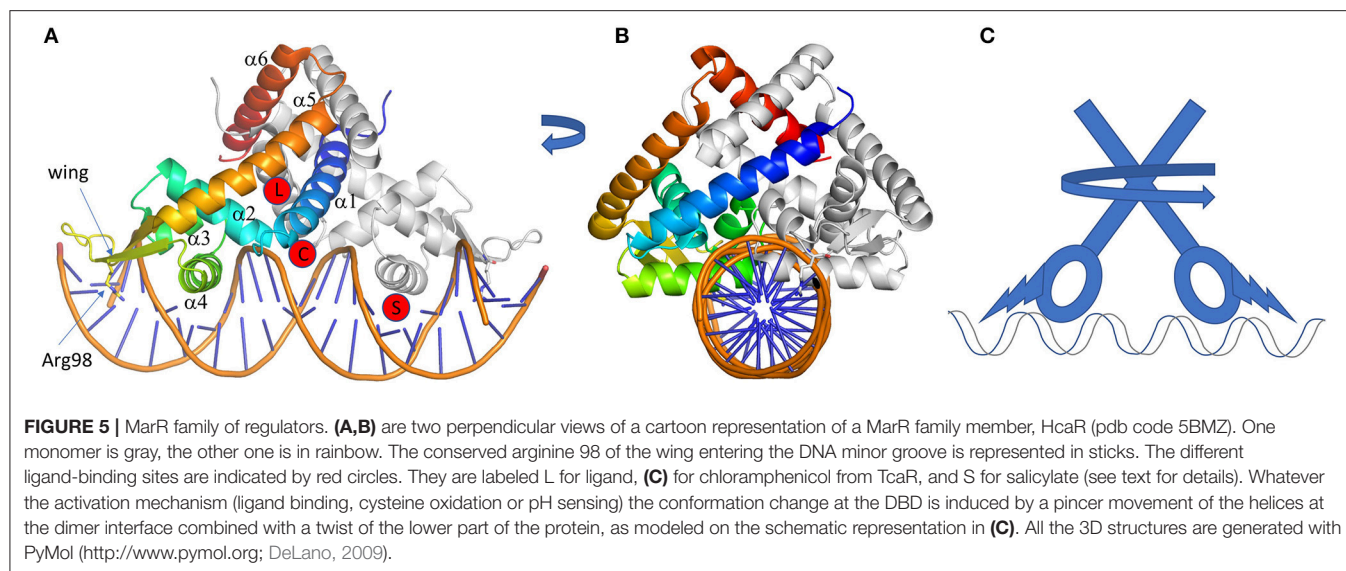 A
B
C
α6
α5
wing
L
α1
α2
α3
C
α4
S
Arg98
FIGURE 5 | MarR family of regulators. (A,B) are two perpendicular views of a cartoon representation of a MarR family member, HcaR (pdb code 5BMZ). One
monomer is gray, the other one is in rainbow. The conserved arginine 98 of the wing entering the DNA minor groove is represented in sticks. The different
ligand-binding sites are indicated by red circles. They are labeled L for ligand, (C) for chloramphenicol from TcaR, and S for salicylate (see text for details). Whatever
the activation mechanism (ligand binding, cysteine oxidation or pH sensing) the conformation change at the DBD is induced by a pincer movement of the helices at
the dimer interface combined with a twist of the lower part of the protein, as modeled on the schematic representation in (C). All the 3D structures are generated with
PyMol (http://www.pymol.org; DeLano, 2009).